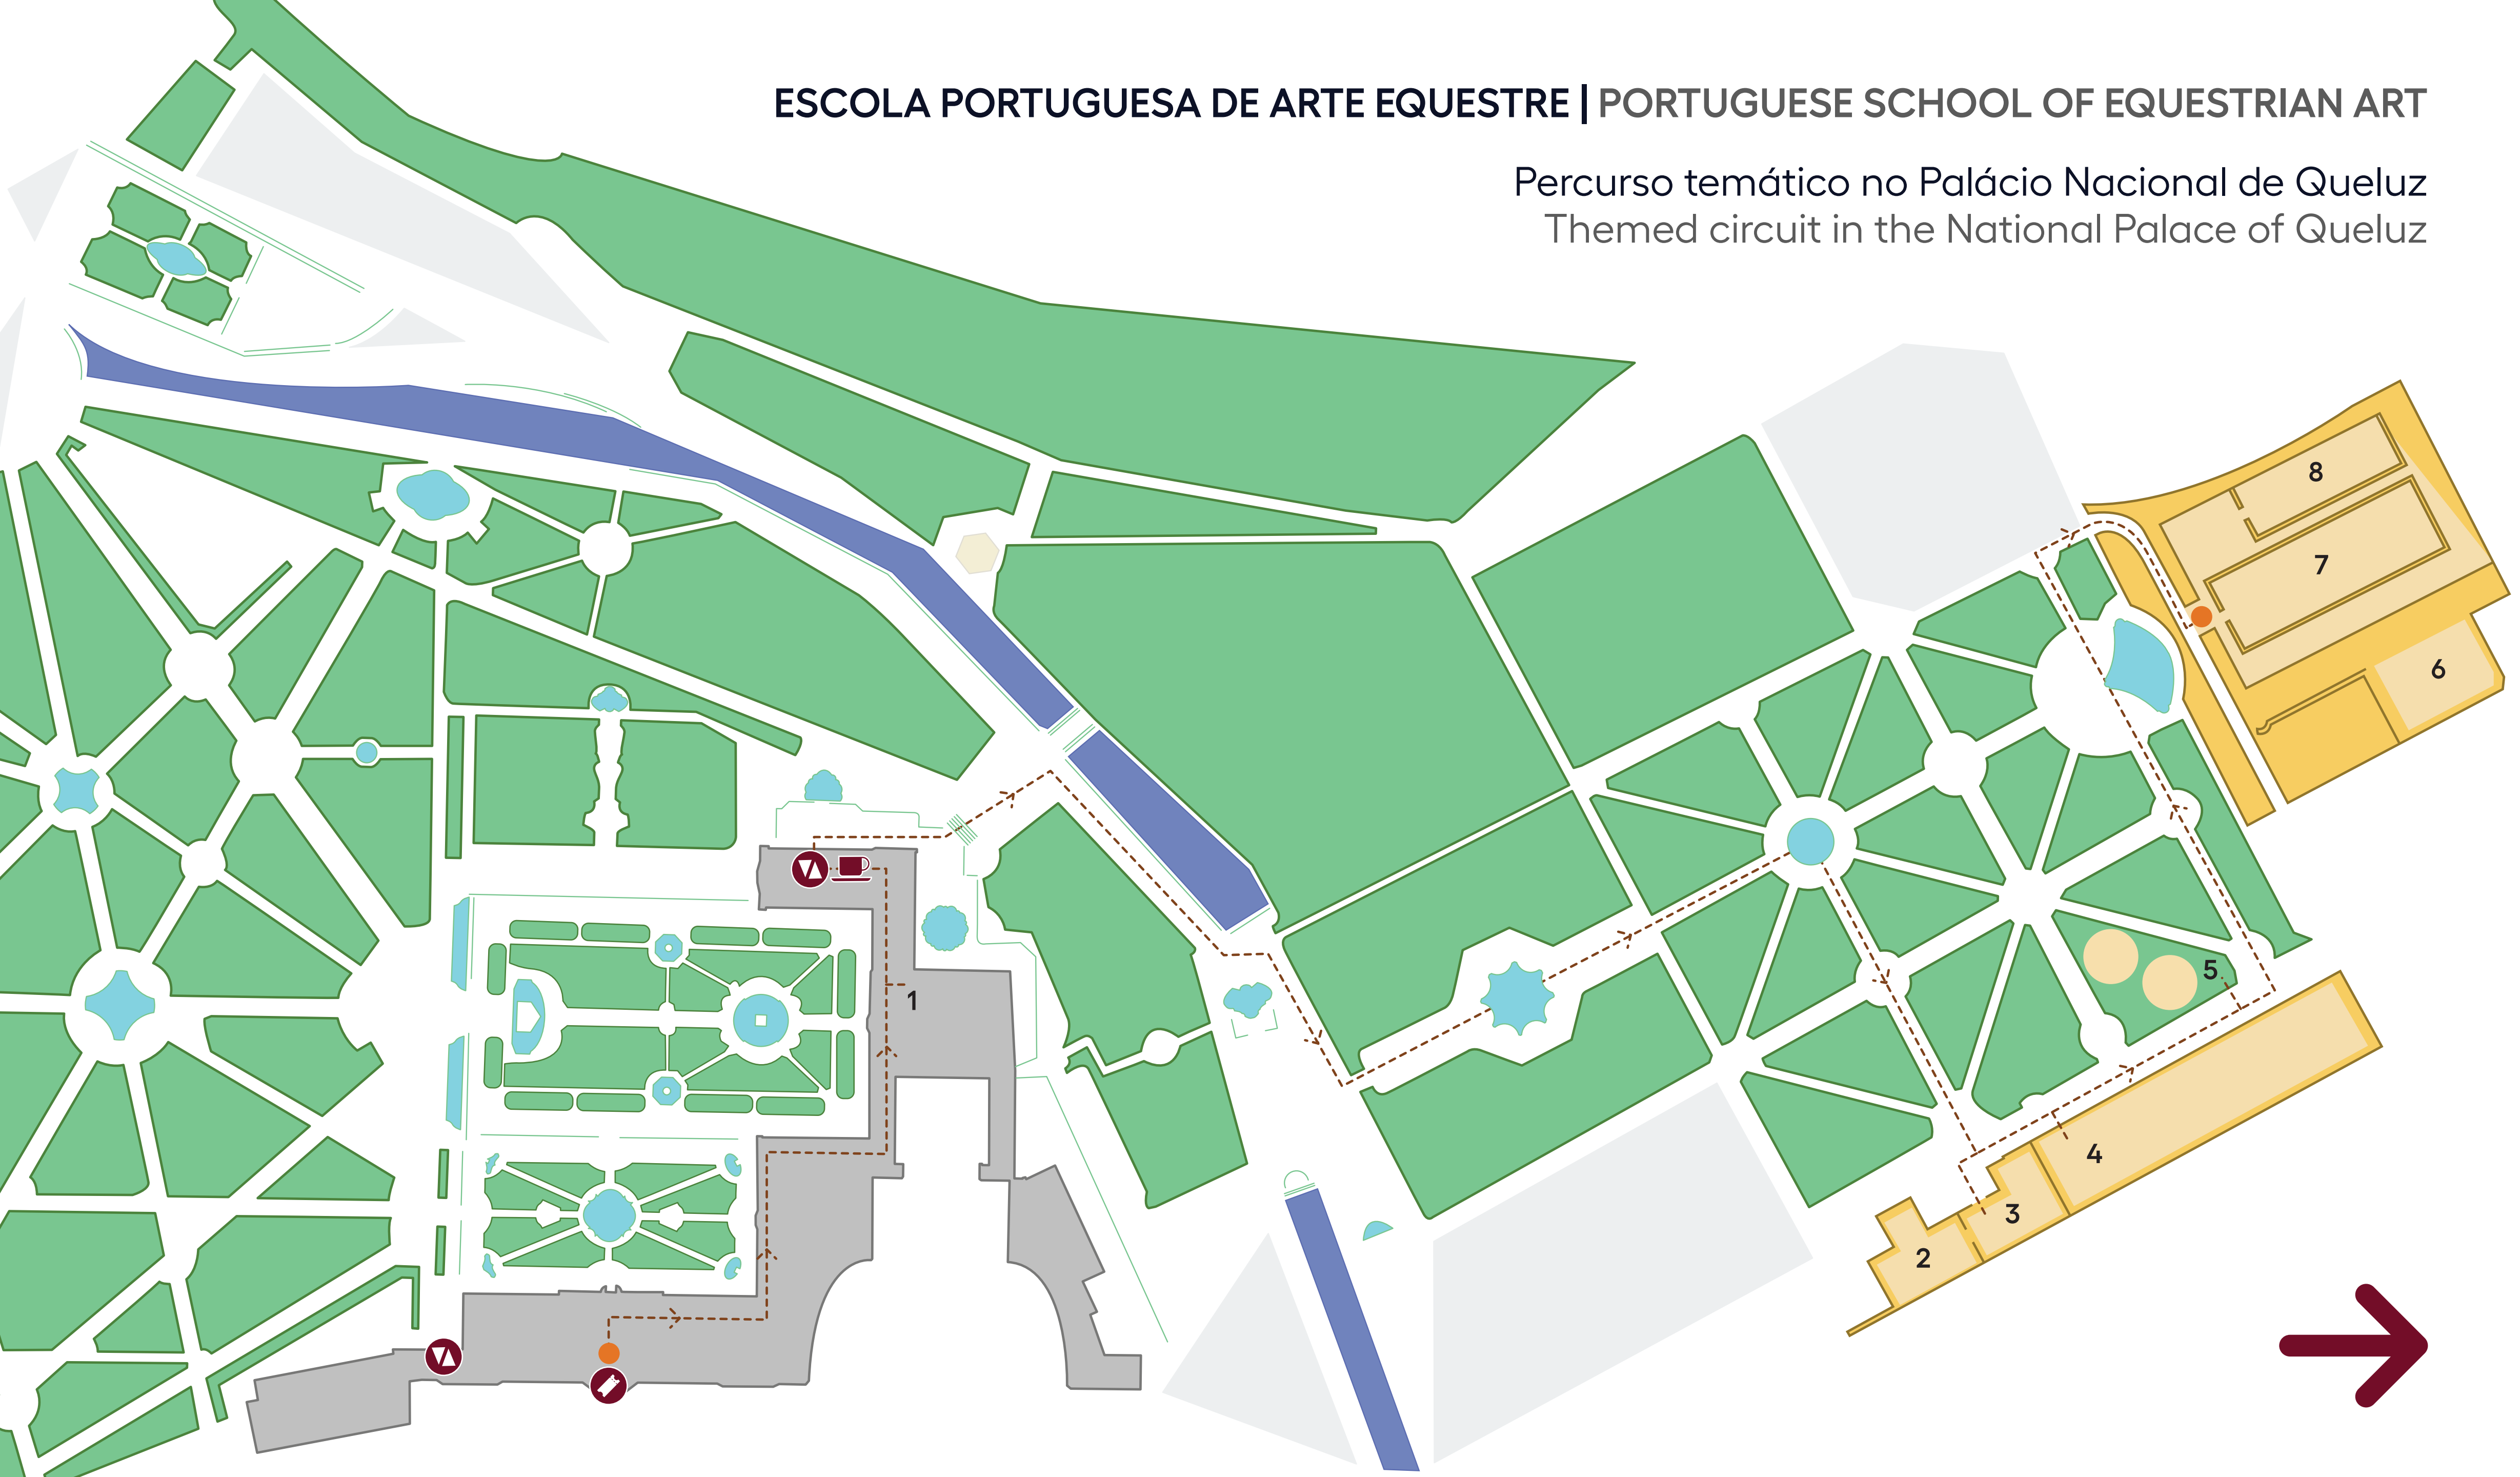 ESCOLA PORTUGUESA DE ARTE EQUESTRE | PORTUGUESE SCHOOL OF EQUESTRIAN ART
Percurso temático no Palácio Nacional de Queluz
Themed circuit in the National Palace of Queluz
8
7
6
5
1
4
3
2